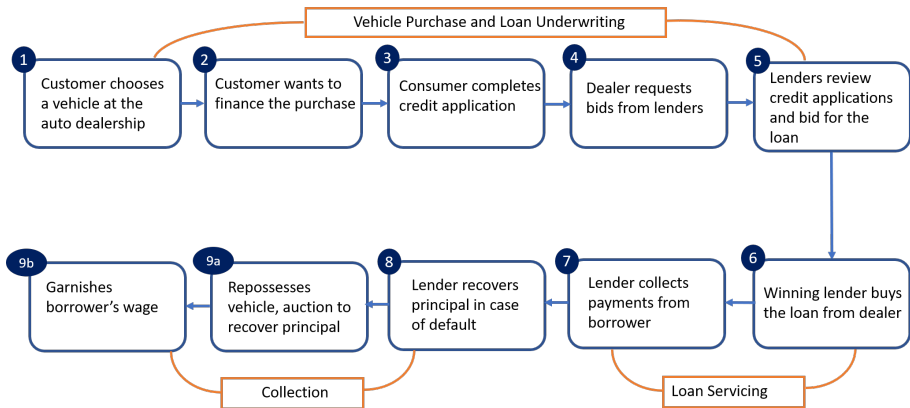 Vehicle Purchase and Loan Underwriting
1
Customer chooses
a vehicle at the
auto dealership
2
Customer wants to
finance the purchase
3
Consumer completes
credit application
4
Dealer requests
bids from lenders
5
Lenders review
credit applications
and bid for the
loan
6
Winning lender buys
the loan from dealer
7
Lender collects
payments from
borrower
8
Lender recovers
principal in case
of default
9a
Repossesses
vehicle, auction to
recover principal
9b
Garnishes
borrower's wage
Collection
Loan Servicing